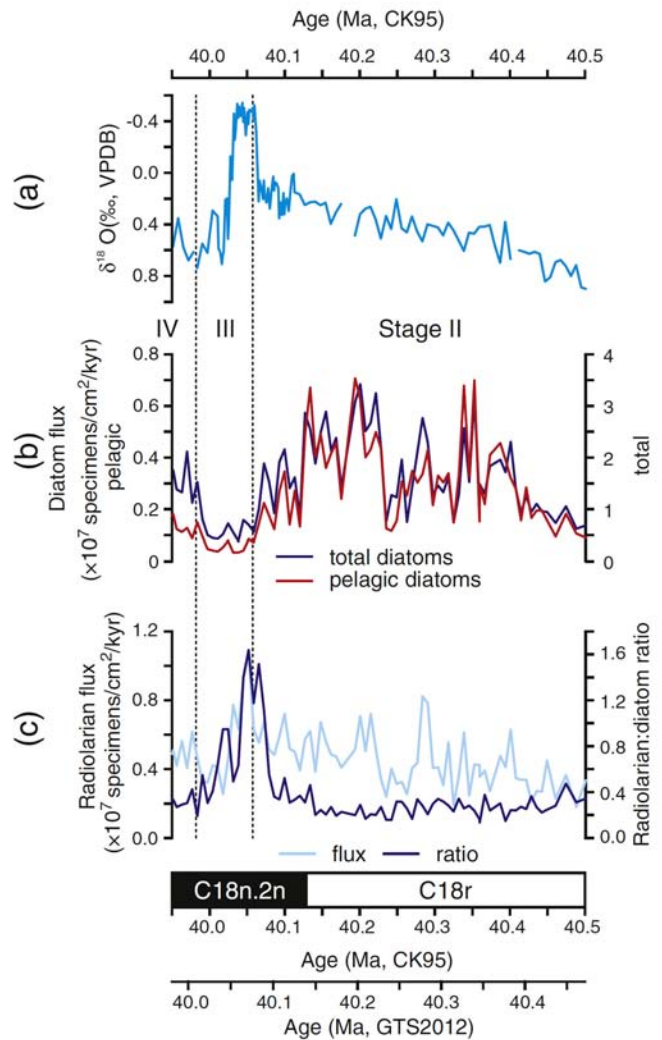 Age (Ma, CK95)
40.0 40.1 40.2 40.3 40.4 40.5
(a)
δ¹⁸ O(‰, VPDB)
-0.4
0.0
0.4
0.8
IV III Stage II
(b)
Diatom flux
(×10⁷ specimens/cm²/kyr)
pelagic
0.8
0.6
0.4
0.2
0
4
3
2
1
0
total
total diatoms
pelagic diatoms
(c)
Radiolarian flux
(×10⁷ specimens/cm²/kyr)
1.2
0.8
0.4
0.0
1.6
1.2
0.8
0.4
0.0
Radiolarian:diatom ratio
flux ratio
C18n.2n C18r
40.0 40.1 40.2 40.3 40.4 40.5
Age (Ma, CK95)
40.0 40.1 40.2 40.3 40.4
Age (Ma, GTS2012)